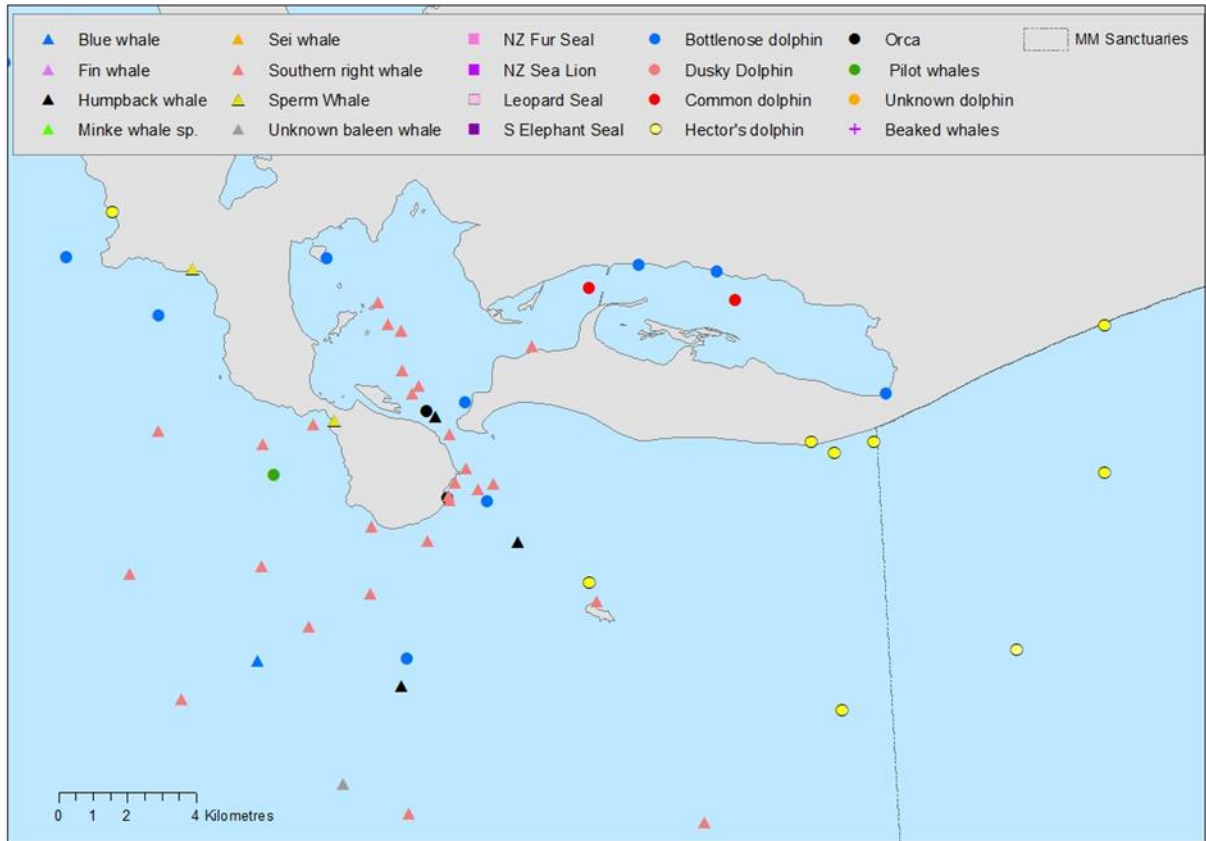 Blue whale Sei whale NZ Fur Seal Bottlenose dolphin Orca MM Sanctuaries
Fin whale Southern right whale NZ Sea Lion Dusky Dolphin Pilot whales
Humpback whale Sperm Whale Leopard Seal Common dolphin Unknown dolphin
Minke whale sp. Unknown baleen whale S Elephant Seal Hector's dolphin Beaked whales
0 1 2 4 Kilometres